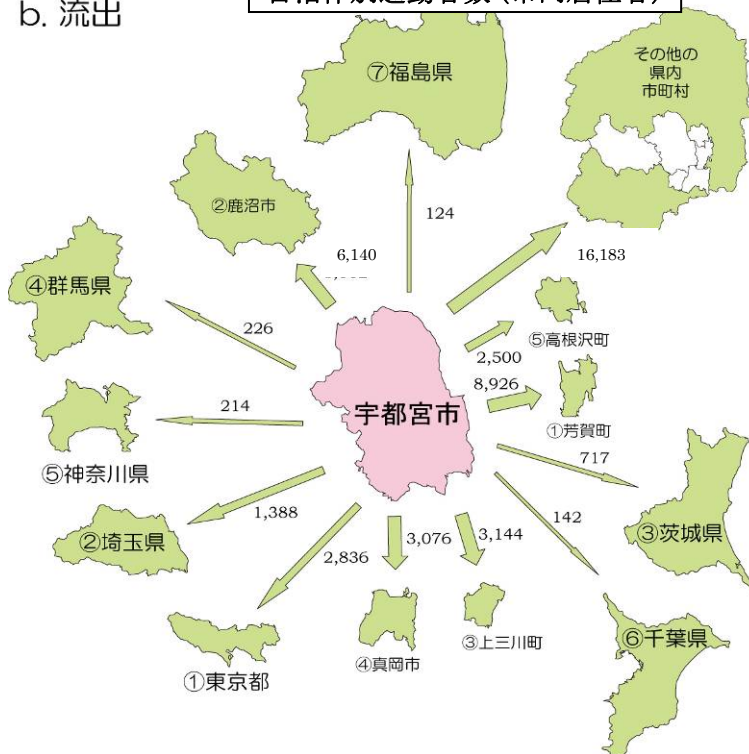 b. 流出
⑦福島県
その他の
県内
市町村
②鹿沼市
124
6,140
16,183
④群馬県
226
⑤高根沢町
2,500
8,926
214
宇都宮市
①芳賀町
717
⑤神奈川県
1,388
142
③茨城県
②埼玉県
2,836
3,076
3,144
⑥千葉県
③上三川町
④真岡市
①東京都